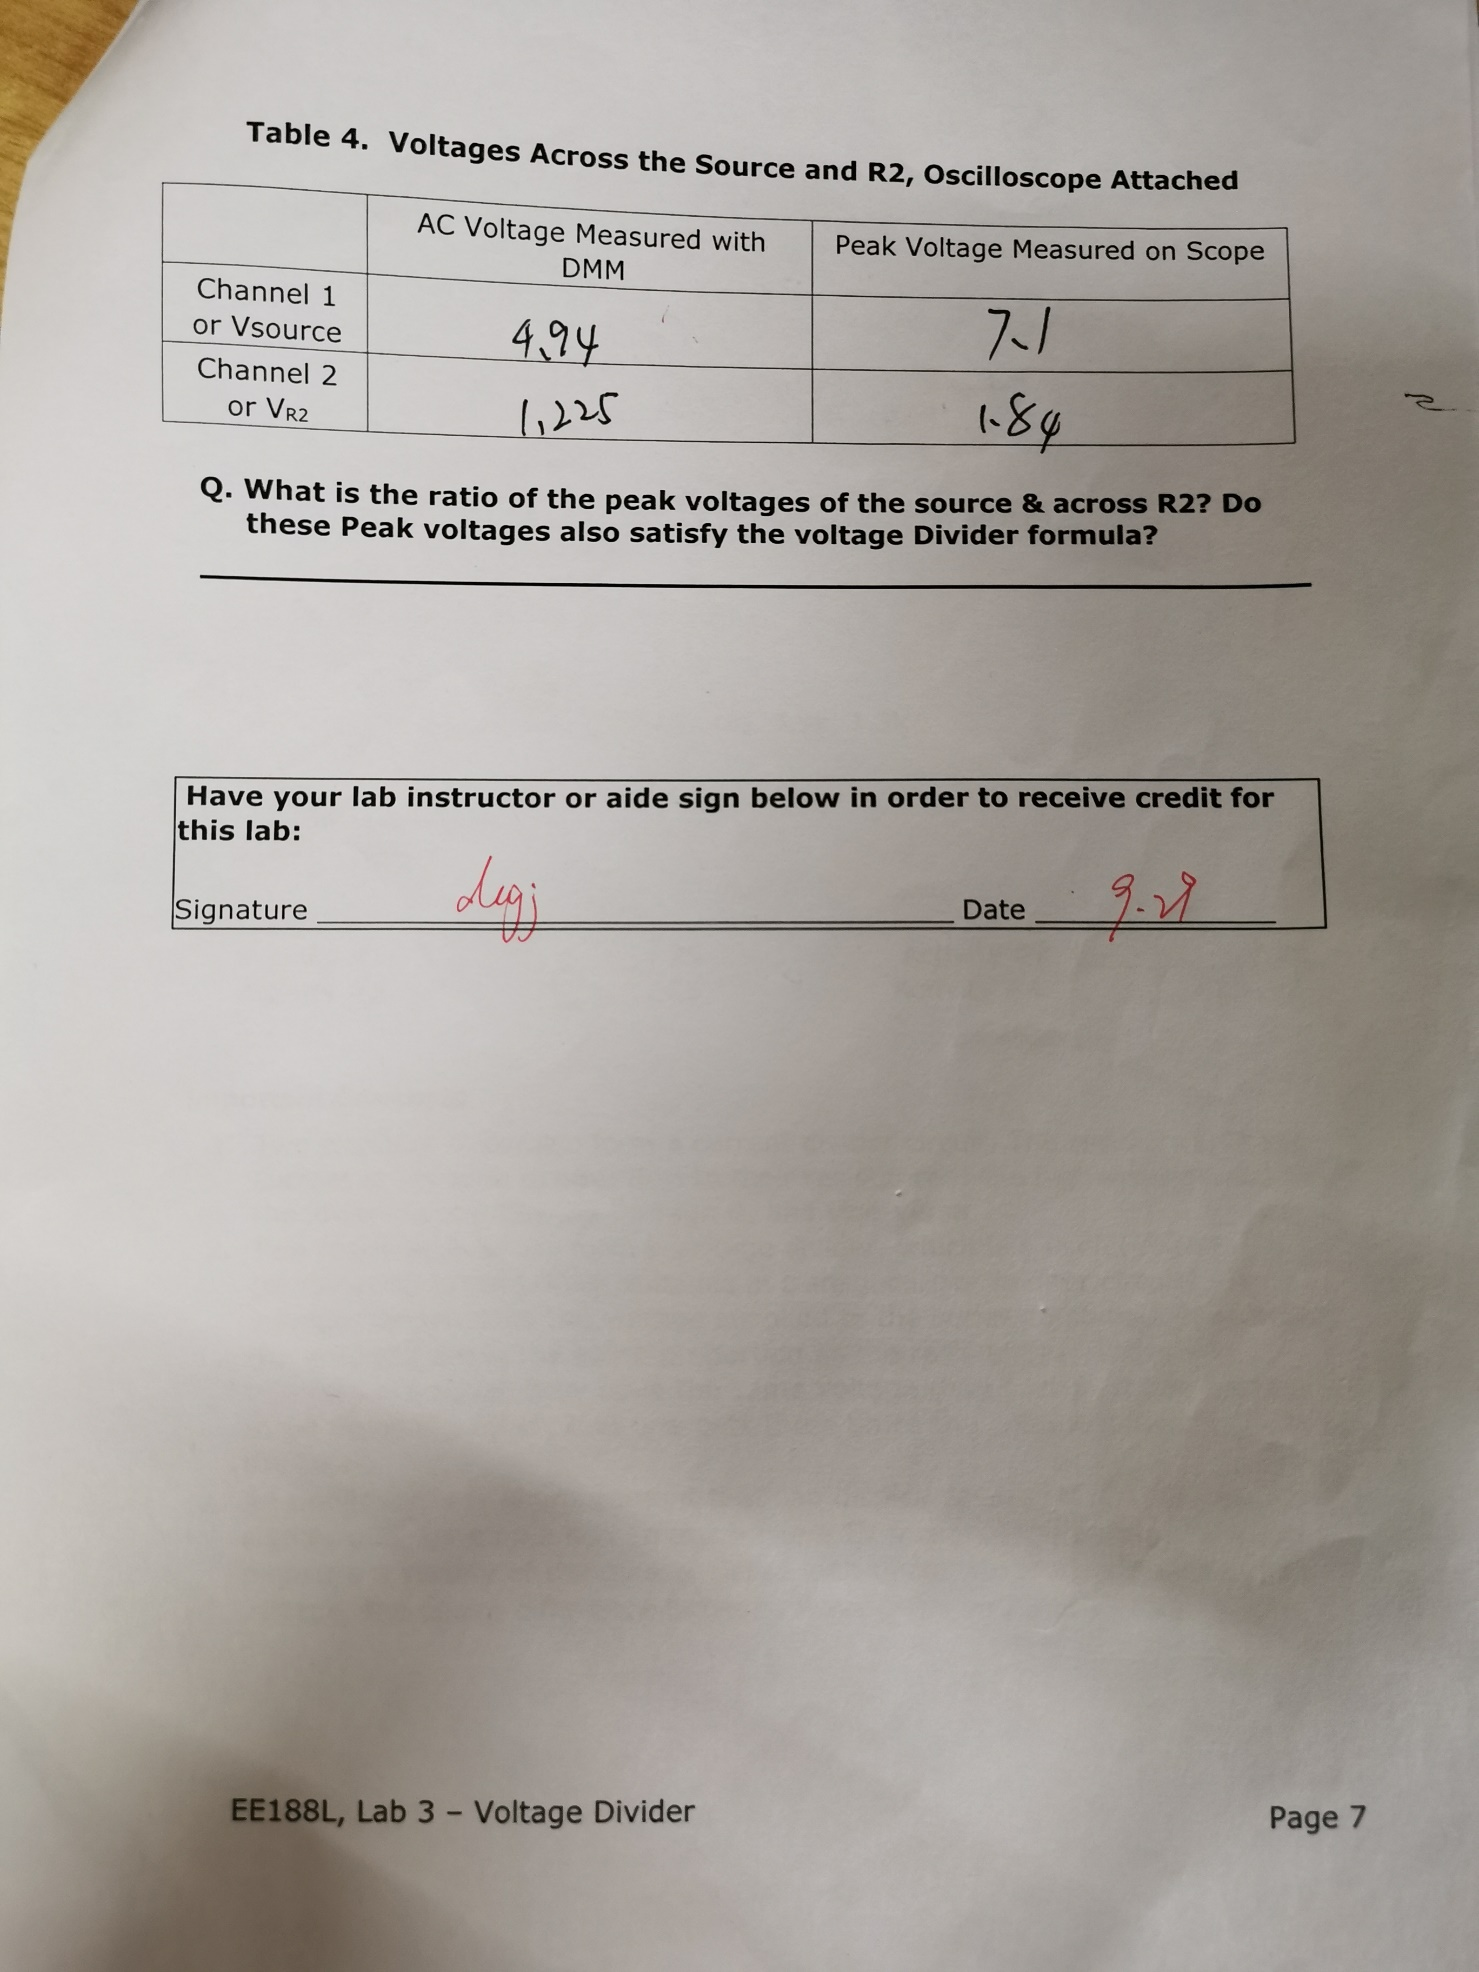 Table 4. Voltages Across the Source and R2, Oscilloscope Attached
AC Voltage Measured with
DMM
Peak Voltage Measured on Scope
Channel 1
or Vsource
4.94
7.1
Channel 2
or VR2
1.225
1.84
Q. What is the ratio of the peak voltages of the source & across R2? Do
these Peak voltages also satisfy the voltage Divider formula?
Have your lab instructor or aide sign below in order to receive credit for
this lab:
Signature
Date 9.29
EE188L, Lab 3 – Voltage Divider
Page 7